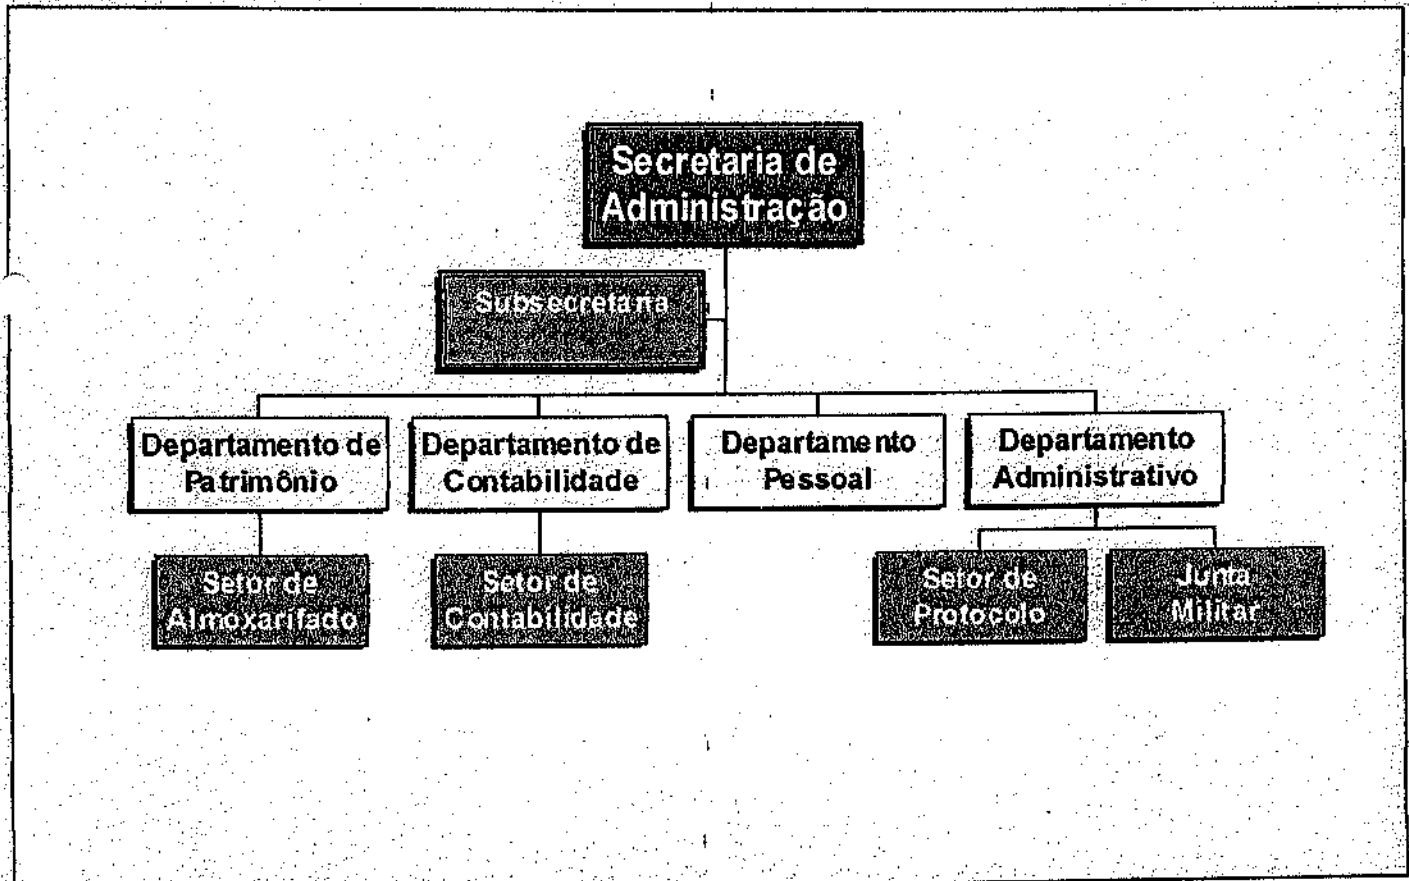 Secretaria de
Administração
Subsecretaria
Departamento de
Patrimônio
Departamento de
Contabilidade
Departamento
Pessoal
Departamento
Administrativo
Setor de
Almoxarifado
Setor de
Contabilidade
Setor de
Protocolo
Junta
Militar